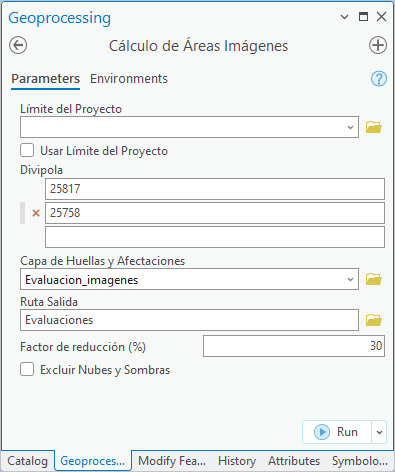 Geoprocessing
Cálculo de Áreas Imágenes
Parameters Environments
Límite del Proyecto
Usar Límite del Proyecto
Divipola
25817
25758
Capa de Huellas y Afectaciones
Evaluacion_imagenes
Ruta Salida
Evaluaciones
Factor de reducción (%) 30
Excluir Nubes y Sombras
Run
Catalog Geoproces... Modify Fea... History Attributes Symbolo...